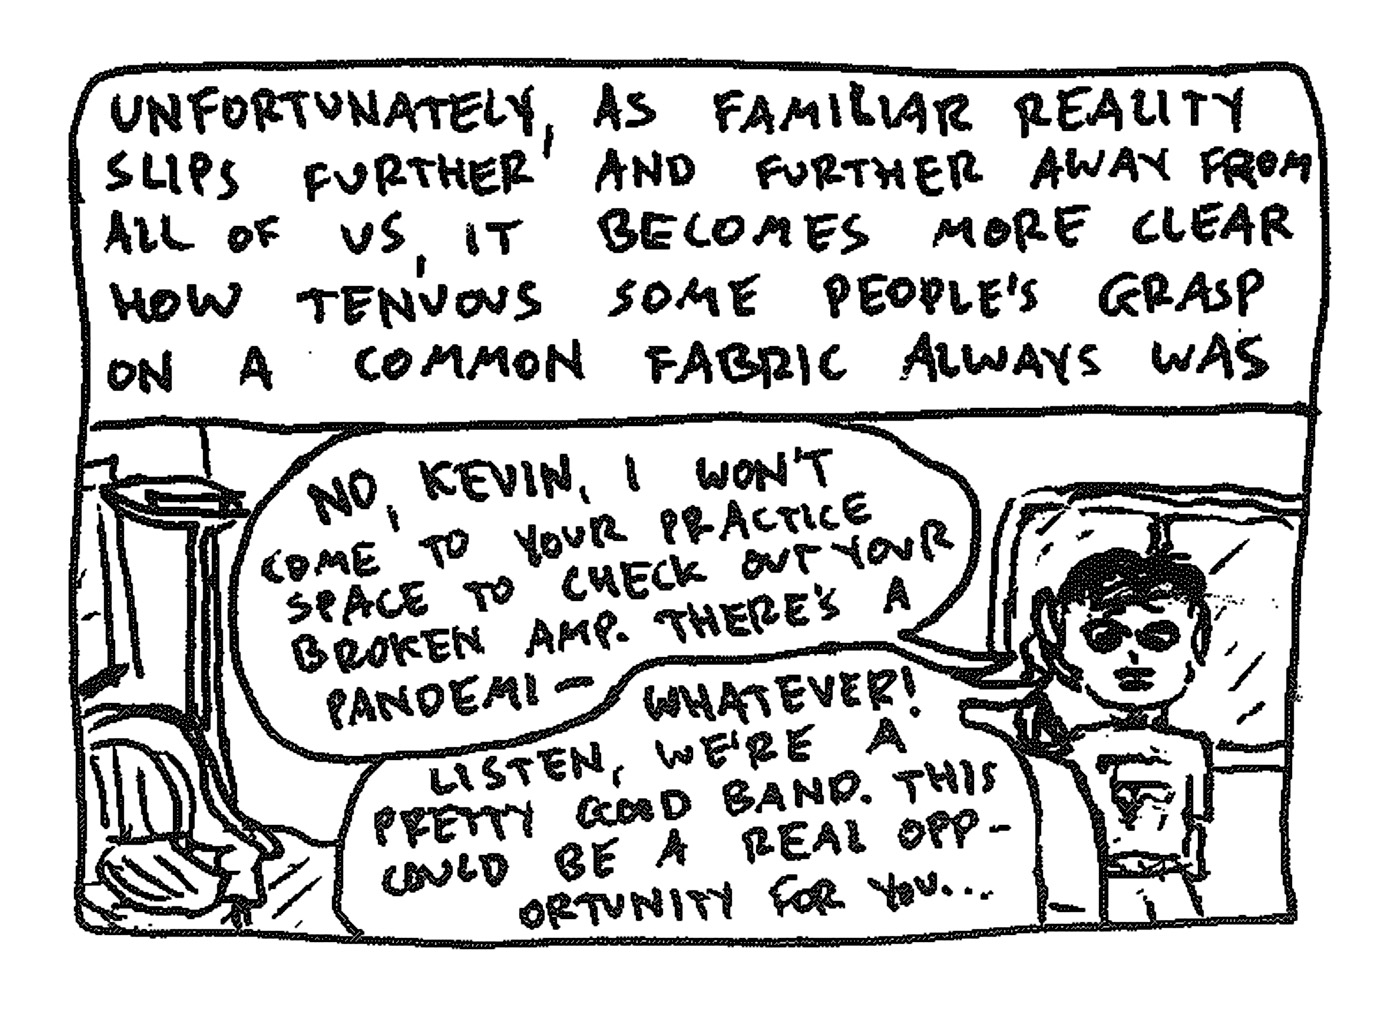 UNFORTUNATELY, AS FAMILIAR REALITY
SLIPS FURTHER AND FURTHER AWAY FROM
ALL OF US, IT BECOMES MORE CLEAR
HOW TENUOUS SOME PEOPLE'S GRASP
ON A COMMON FABRIC ALWAYS WAS
NO, KEVIN, I WON'T
COME TO YOUR PRACTICE
SPACE TO CHECK OUT YOUR
BROKEN AMP. THERE'S A
PANDEMI—
WHATEVER!
LISTEN, WE'RE A
PRETTY GOOD BAND. THIS
COULD BE A REAL OPP-
ORTUNITY FOR YOU...